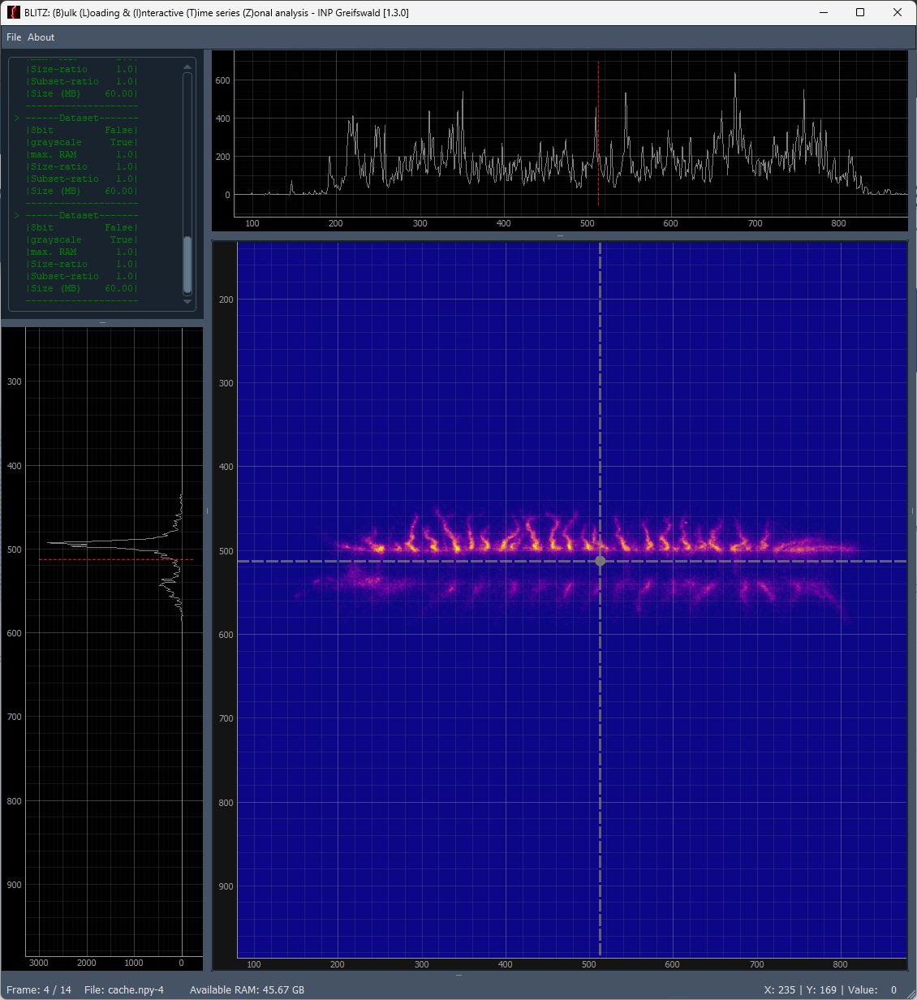 BLITZ: (B)ulk (L)oading & (I)nteractive (T)ime series (Z)onal analysis - INP Greifswald [1.3.0]
File About
|Size-ratio 1.0|
|Subset-ratio 1.0|
|Size (MB) 60.00|
--------------------
> ------Dataset-------
|8bit False|
|grayscale True|
|max. RAM 1.0|
|Size-ratio 1.0|
|Subset-ratio 1.0|
|Size (MB) 60.00|
--------------------
> ------Dataset-------
|8bit False|
|grayscale True|
|max. RAM 1.0|
|Size-ratio 1.0|
|Subset-ratio 1.0|
|Size (MB) 60.00|
--------------------
600
400
200
0
100 200 300 400 500 600 700 800
300
400
500
600
700
800
900
3000 2000 1000 0
200
300
400
500
600
700
800
900
100 200 300 400 500 600 700 800
Frame: 4 / 14 File: cache.npy-4 Available RAM: 45.67 GB X: 235 | Y: 169 | Value: 0